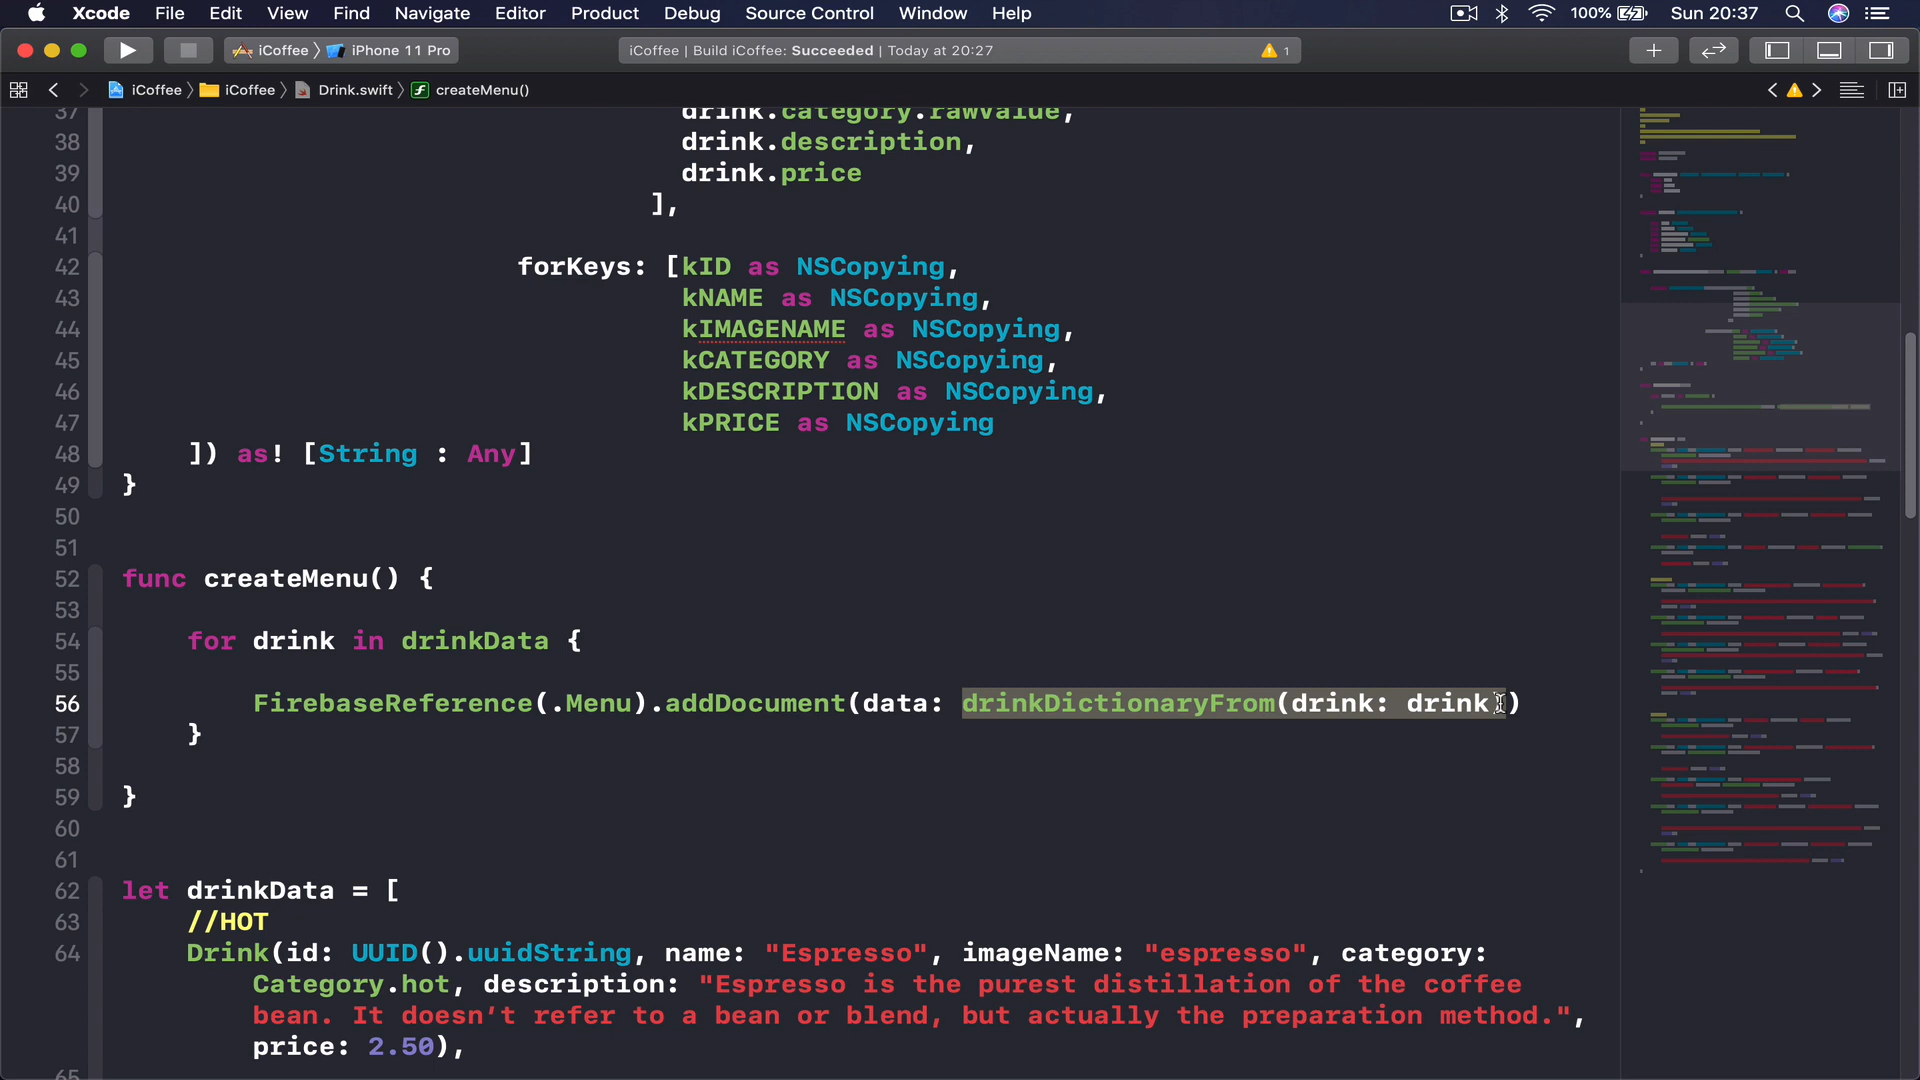 Xcode File Edit View Find Navigate Editor Product Debug Source Control Window Help 100% Sun 20:37
iCoffee iPhone 11 Pro iCoffee | Build iCoffee: Succeeded | Today at 20:27 1
iCoffee iCoffee Drink.swift createMenu()
37 drink.category.rawValue,
38 drink.description,
39 drink.price
40 ],
41
42 forKeys: [kID as NSCopying,
43 kNAME as NSCopying,
44 kIMAGENAME as NSCopying,
45 kCATEGORY as NSCopying,
46 kDESCRIPTION as NSCopying,
47 kPRICE as NSCopying
48 ]) as! [String : Any]
49 }
50
51
52 func createMenu() {
53
54 for drink in drinkData {
55
56 FirebaseReference(.Menu).addDocument(data: drinkDictionaryFrom(drink: drink))
57 }
58
59 }
60
61
62 let drinkData = [
63 //HOT
64 Drink(id: UUID().uuidString, name: "Espresso", imageName: "espresso", category:
Category.hot, description: "Espresso is the purest distillation of the coffee
bean. It doesn’t refer to a bean or blend, but actually the preparation method.",
price: 2.50),
65